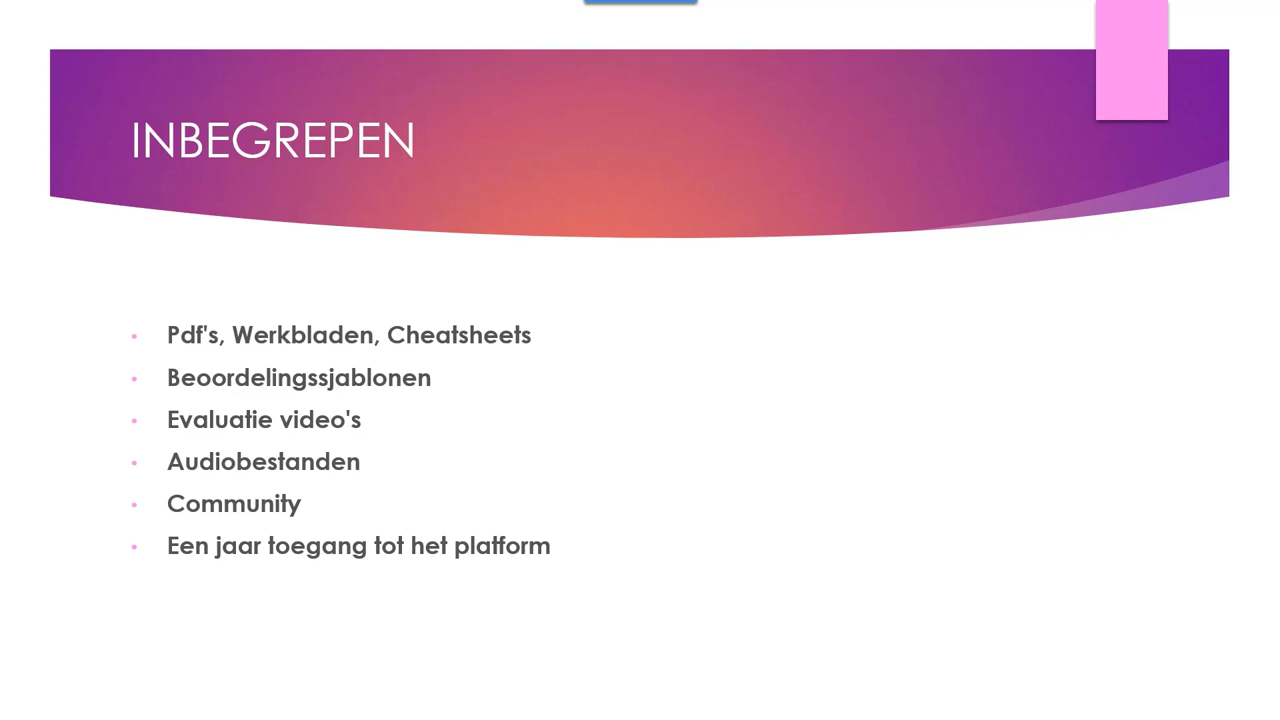 INBEGREPEN
• Pdf's, Werkbladen, Cheatsheets
• Beoordelingssjablonen
• Evaluatie video's
• Audiobestanden
• Community
• Een jaar toegang tot het platform